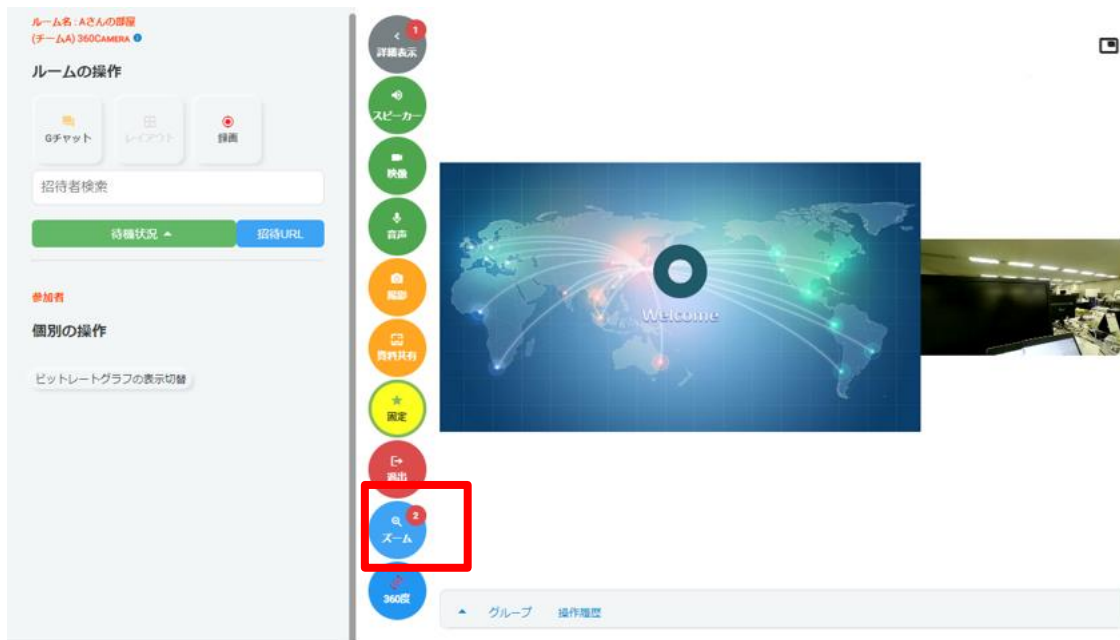 ルーム名 : Aさんの部屋
(チームA) 360CAMERA
ルームの操作
Gチャット
レイアウト
録画
招待者検索
待機状況
招待URL
参加者
個別の操作
ビットレートグラフの表示切替
1
詳細表示
スピーカー
映像
音声
撮影
資料共有
固定
退出
2
ズーム
360度
Welcome
グループ
操作履歴